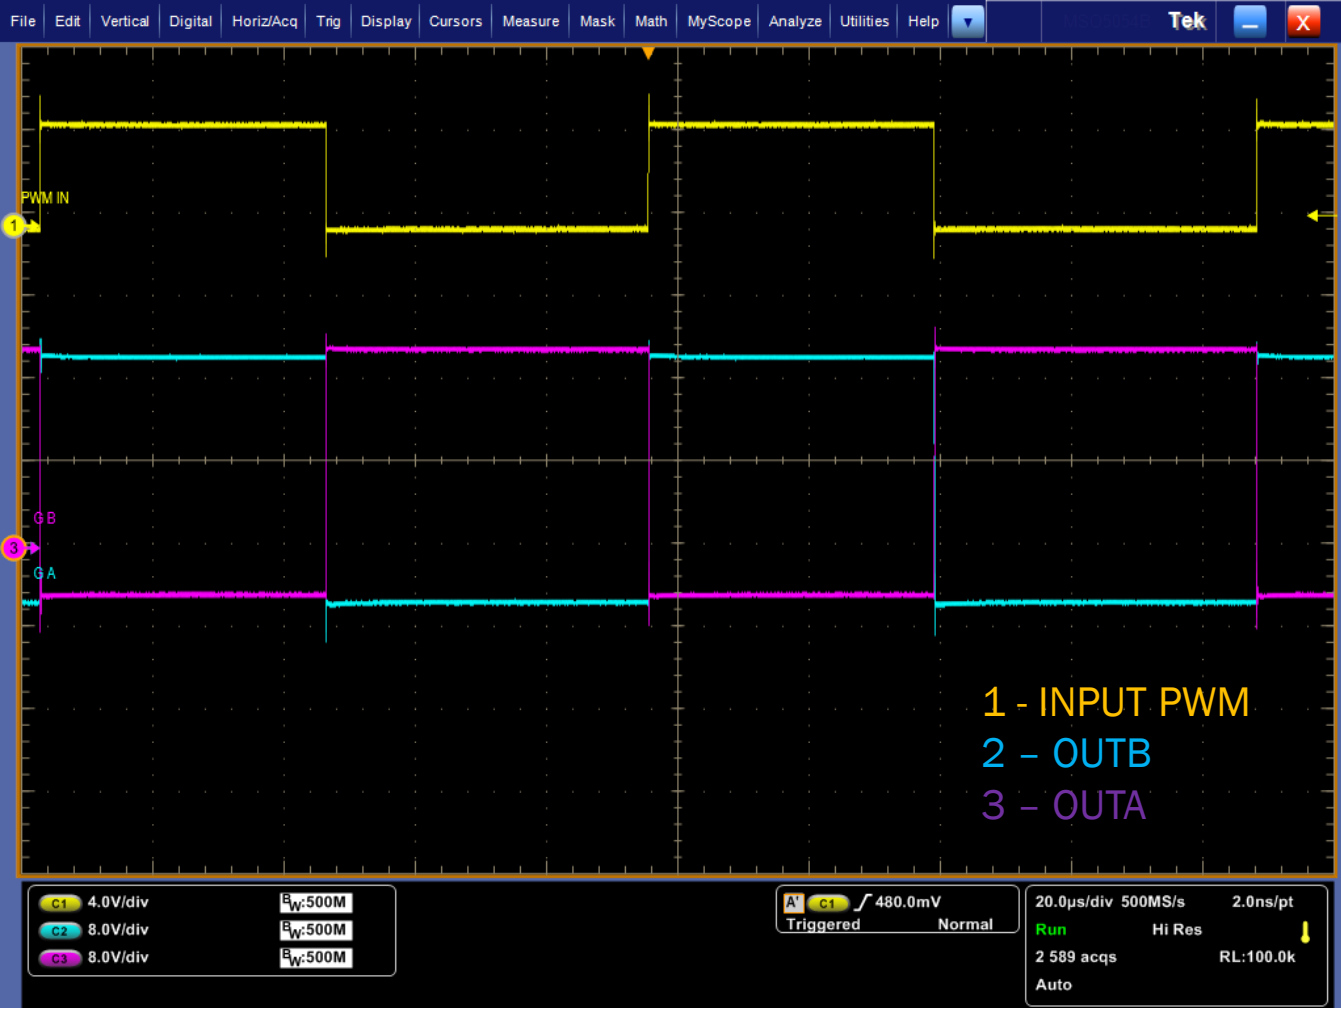 File Edit Vertical Digital Horiz/Acq Trig Display Cursors Measure Mask Math MyScope Analyze Utilities Help Tek X
PWM IN
1
G B
3
G A
1 - INPUT PWM
2 – OUTB
3 – OUTA
C1 4.0V/div BW:500M
C2 8.0V/div BW:500M
C3 8.0V/div BW:500M
A' C1 480.0mV
Triggered Normal
20.0µs/div 500MS/s 2.0ns/pt
Run Hi Res
2 589 acqs RL:100.0k
Auto